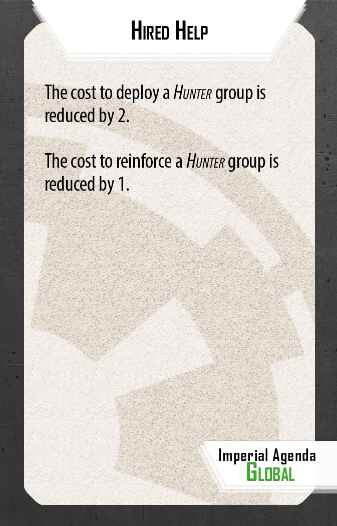 Hired Help
The cost to deploy a Hunter group is
reduced by 2.
The cost to reinforce a Hunter group is
reduced by 1.
Imperial Agenda
Global